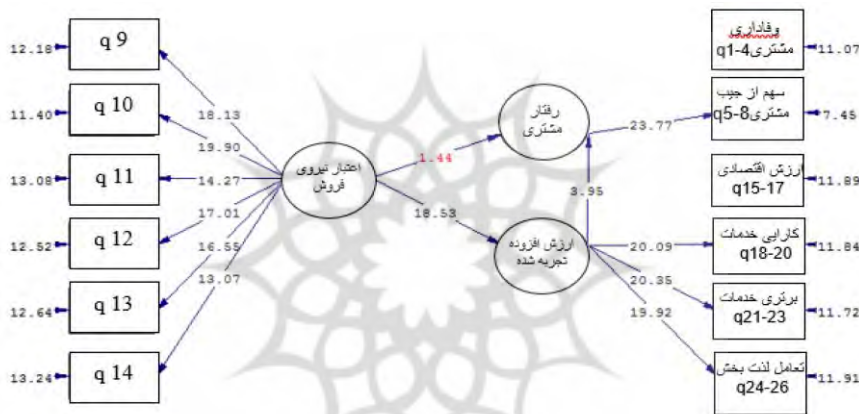 12.18
q 9
11.40
q 10
13.08
q 11
12.52
q 12
12.64
q 13
13.24
q 14
18.13
19.90
14.27
17.01
16.55
13.07
اعتبار نیروی
فروش
1.44
18.53
رفتار
مشتری
3.95
ارزش افزوده
تجربه شده
23.77
20.09
20.35
19.92
وفاداری
مشتری q1-4
11.07
سهم از جیب
مشتری q5-8
7.45
ارزش اقتصادی
q15-17
11.89
کارایی خدمات
q18-20
11.84
برتری خدمات
q21-23
11.72
تعامل لذت بخش
q24-26
11.91